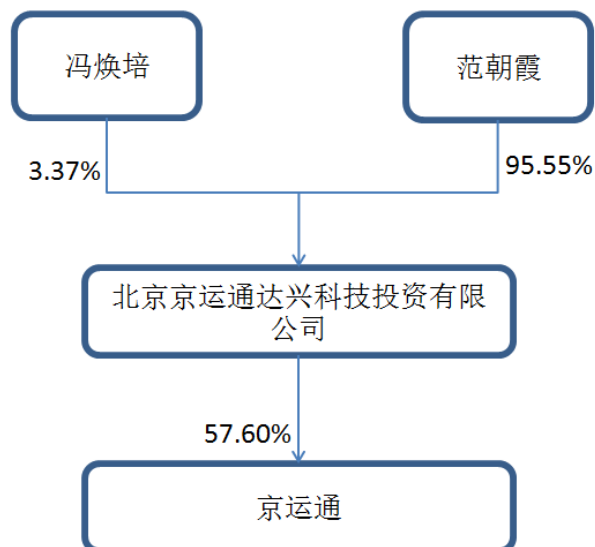 冯焕培
范朝霞
3.37%
95.55%
北京京运通达兴科技投资有限
公司
57.60%
京运通